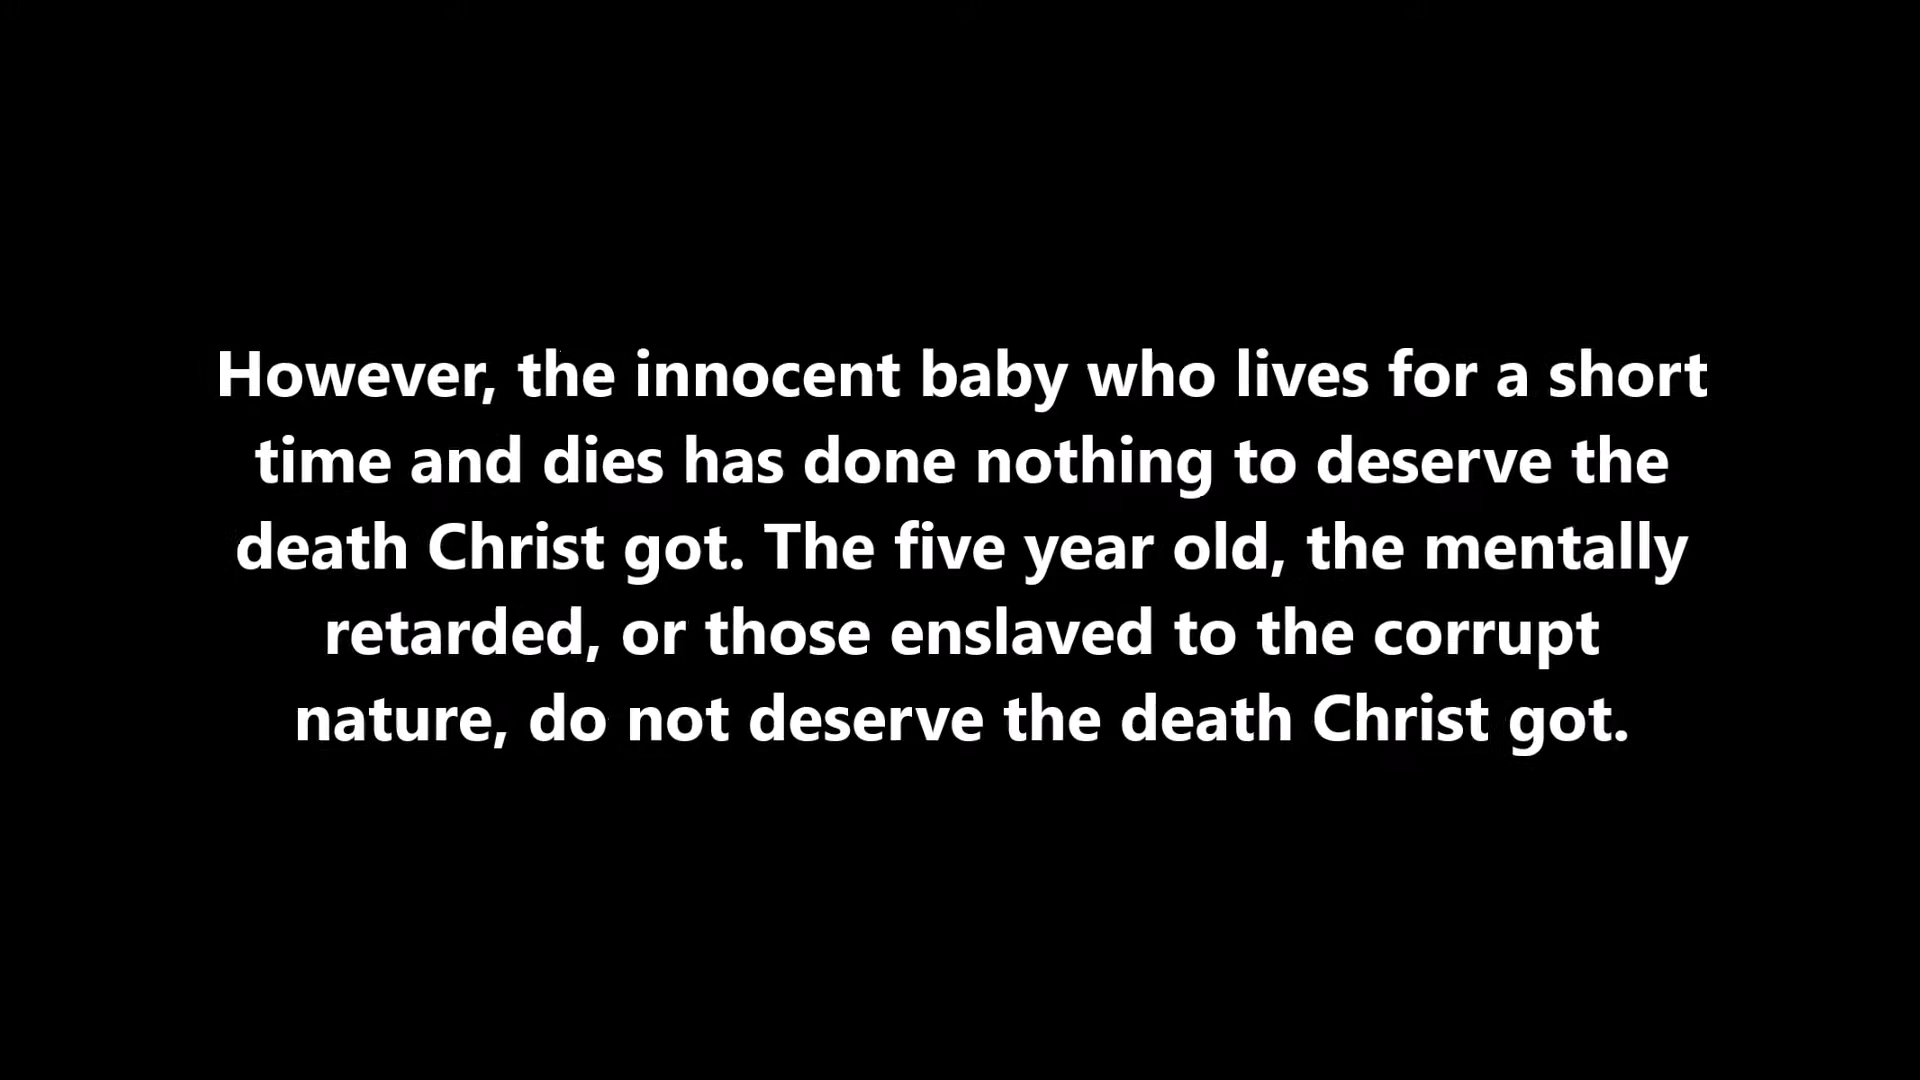 However, the innocent baby who lives for a short
time and dies has done nothing to deserve the
death Christ got. The five year old, the mentally
retarded, or those enslaved to the corrupt
nature, do not deserve the death Christ got.